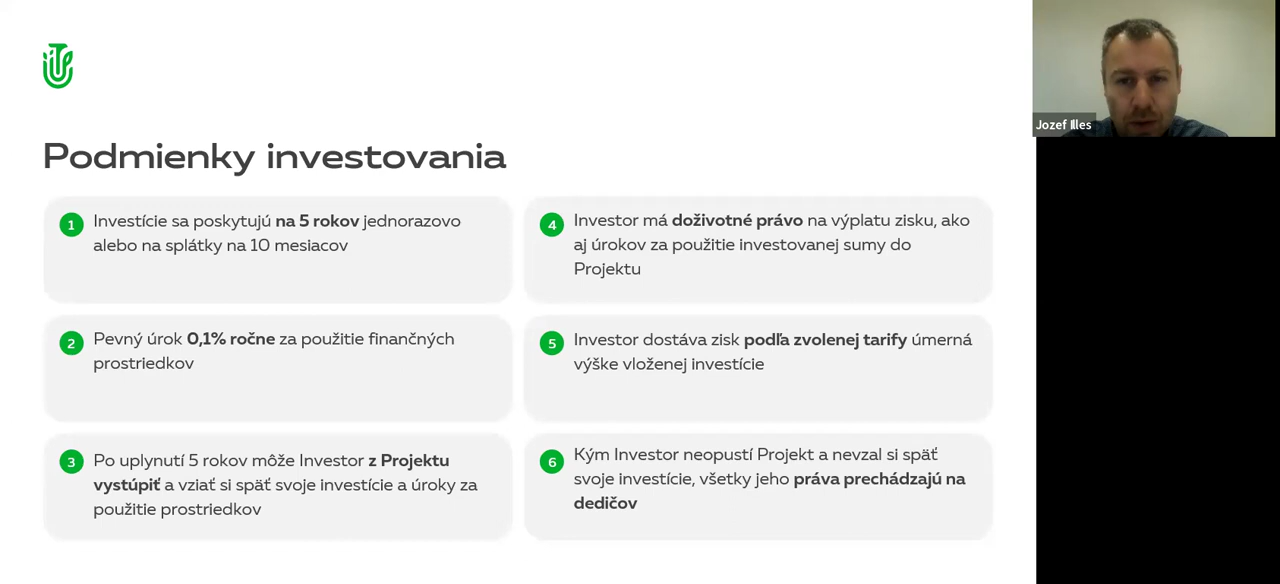 Podmienky investovania
1
Investície sa poskytujú na 5 rokov jednorazovo
alebo na splátky na 10 mesiacov
2
Pevný úrok 0,1% ročne za použitie finančných
prostriedkov
3
Po uplynutí 5 rokov môže Investor z Projektu
vystúpiť a vziať si späť svoje investície a úroky za
použitie prostriedkov
4
Investor má doživotné právo na výplatu zisku, ako
aj úrokov za použitie investovanej sumy do
Projektu
5
Investor dostáva zisk podľa zvolenej tarify úmerná
výške vloženej investície
6
Kým Investor neopustí Projekt a nevzal si späť
svoje investície, všetky jeho práva prechádzajú na
dedičov
Jozef Illes